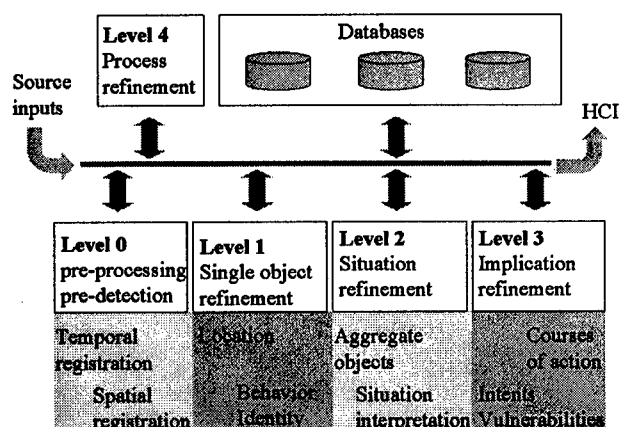 Level 4
Process
refinement
Databases
Source
inputs
HCI
Level 0
pre-processing
pre-detection
Level 1
Single object
refinement
Level 2
Situation
refinement
Level 3
Implication
refinement
Temporal
registration
Spatial
registration
Location
Behavior
Identity
Aggregate
objects
Situation
interpretation
Courses
of action
Intents
Vulnerabilities